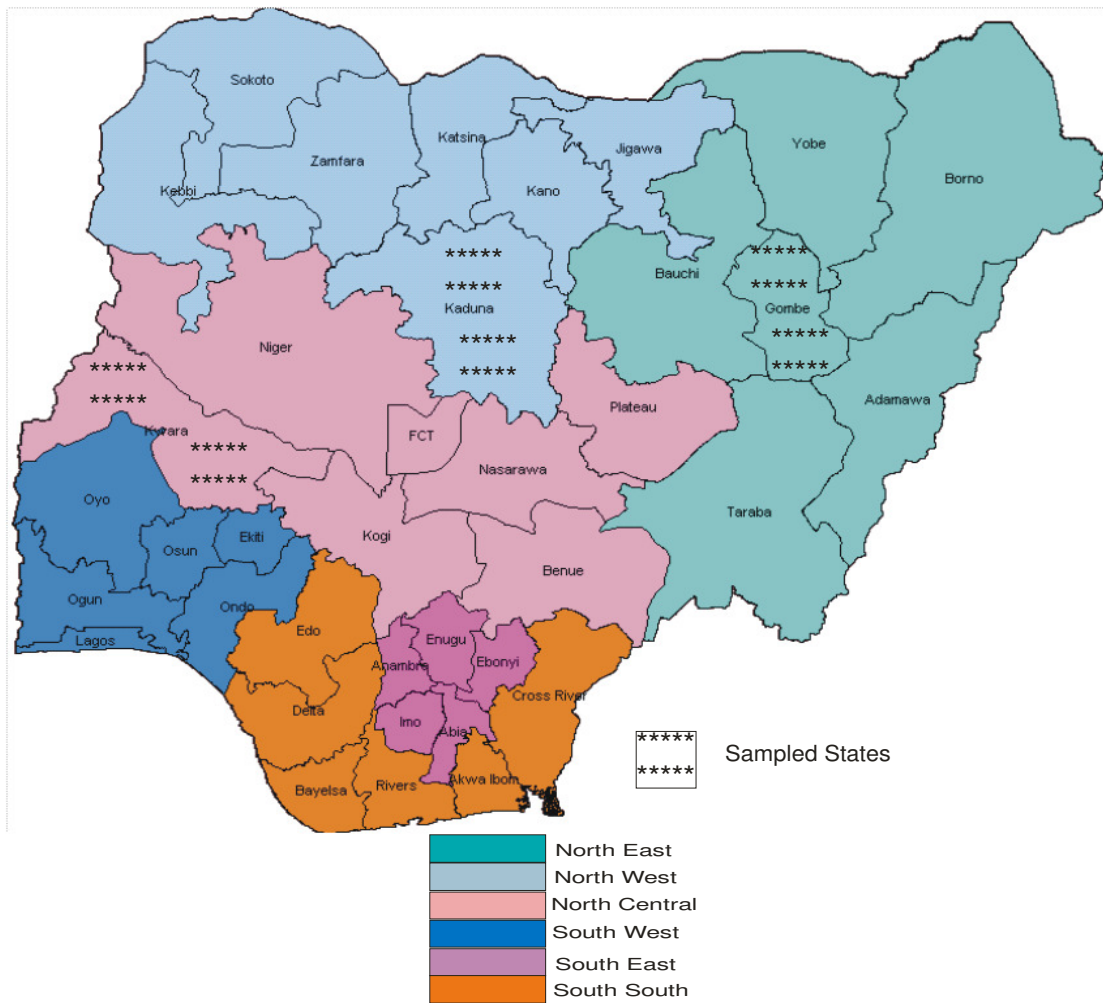 Sokoto
Katsina
Zamfara
Kebbi
Kano
Jigawa
Yobe
Borno
*****
*****
Kaduna
*****
*****
Bauchi
*****
*****
Gombe
*****
*****
Niger
*****
*****
Kwara
*****
*****
FCT
Plateau
Adamawa
Nasarawa
Taraba
Oyo
Osun
Ekiti
Kogi
Benue
Ogun
Ondo
Lagos
Edo
Enugu
Anambra
Ebonyi
Cross River
Delta
Imo
Abia
Bayelsa
Rivers
Akwa Ibom
*****
*****
Sampled States
North East
North West
North Central
South West
South East
South South